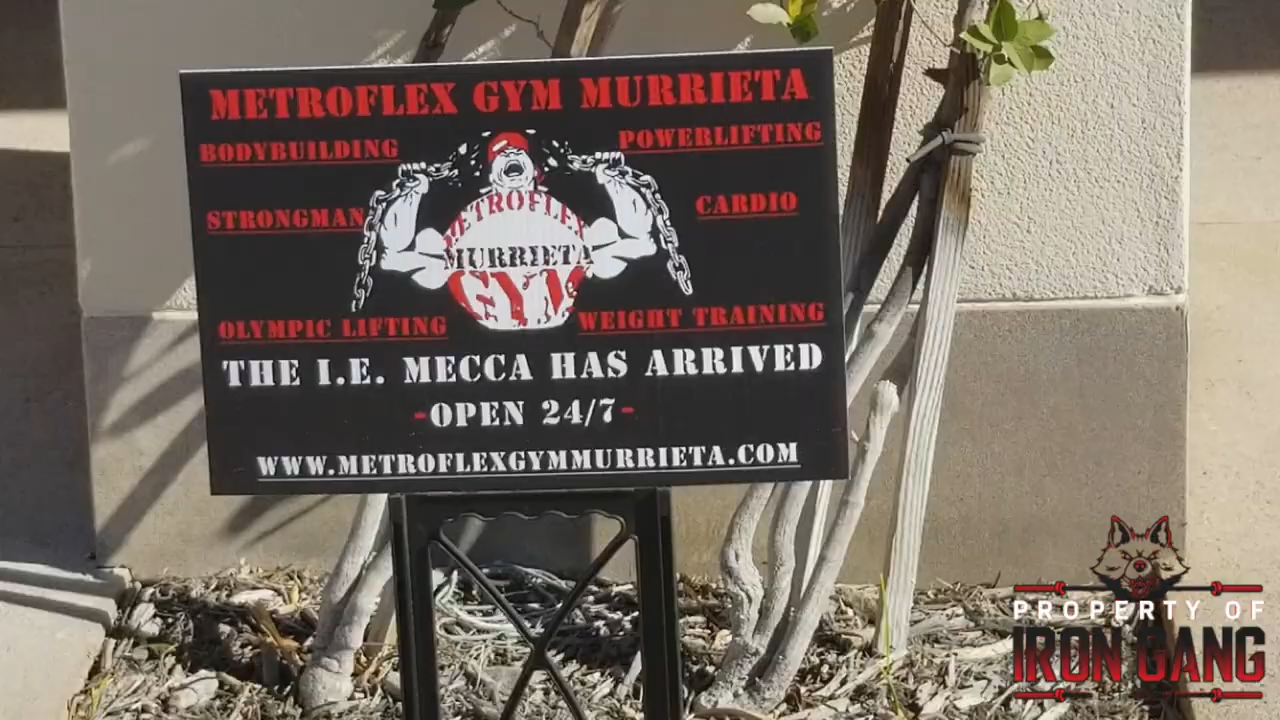 METROFLEX GYM MURRIETA
BODYBUILDING
POWERLIFTING
STRONGMAN
CARDIO
METROFLEX
MURRIETA
GYM
OLYMPIC LIFTING
WEIGHT TRAINING
THE I.E. MECCA HAS ARRIVED
-OPEN 24/7-
WWW.METROFLEXGYMMURRIETA.COM
PROPERTY OF
IRON GANG